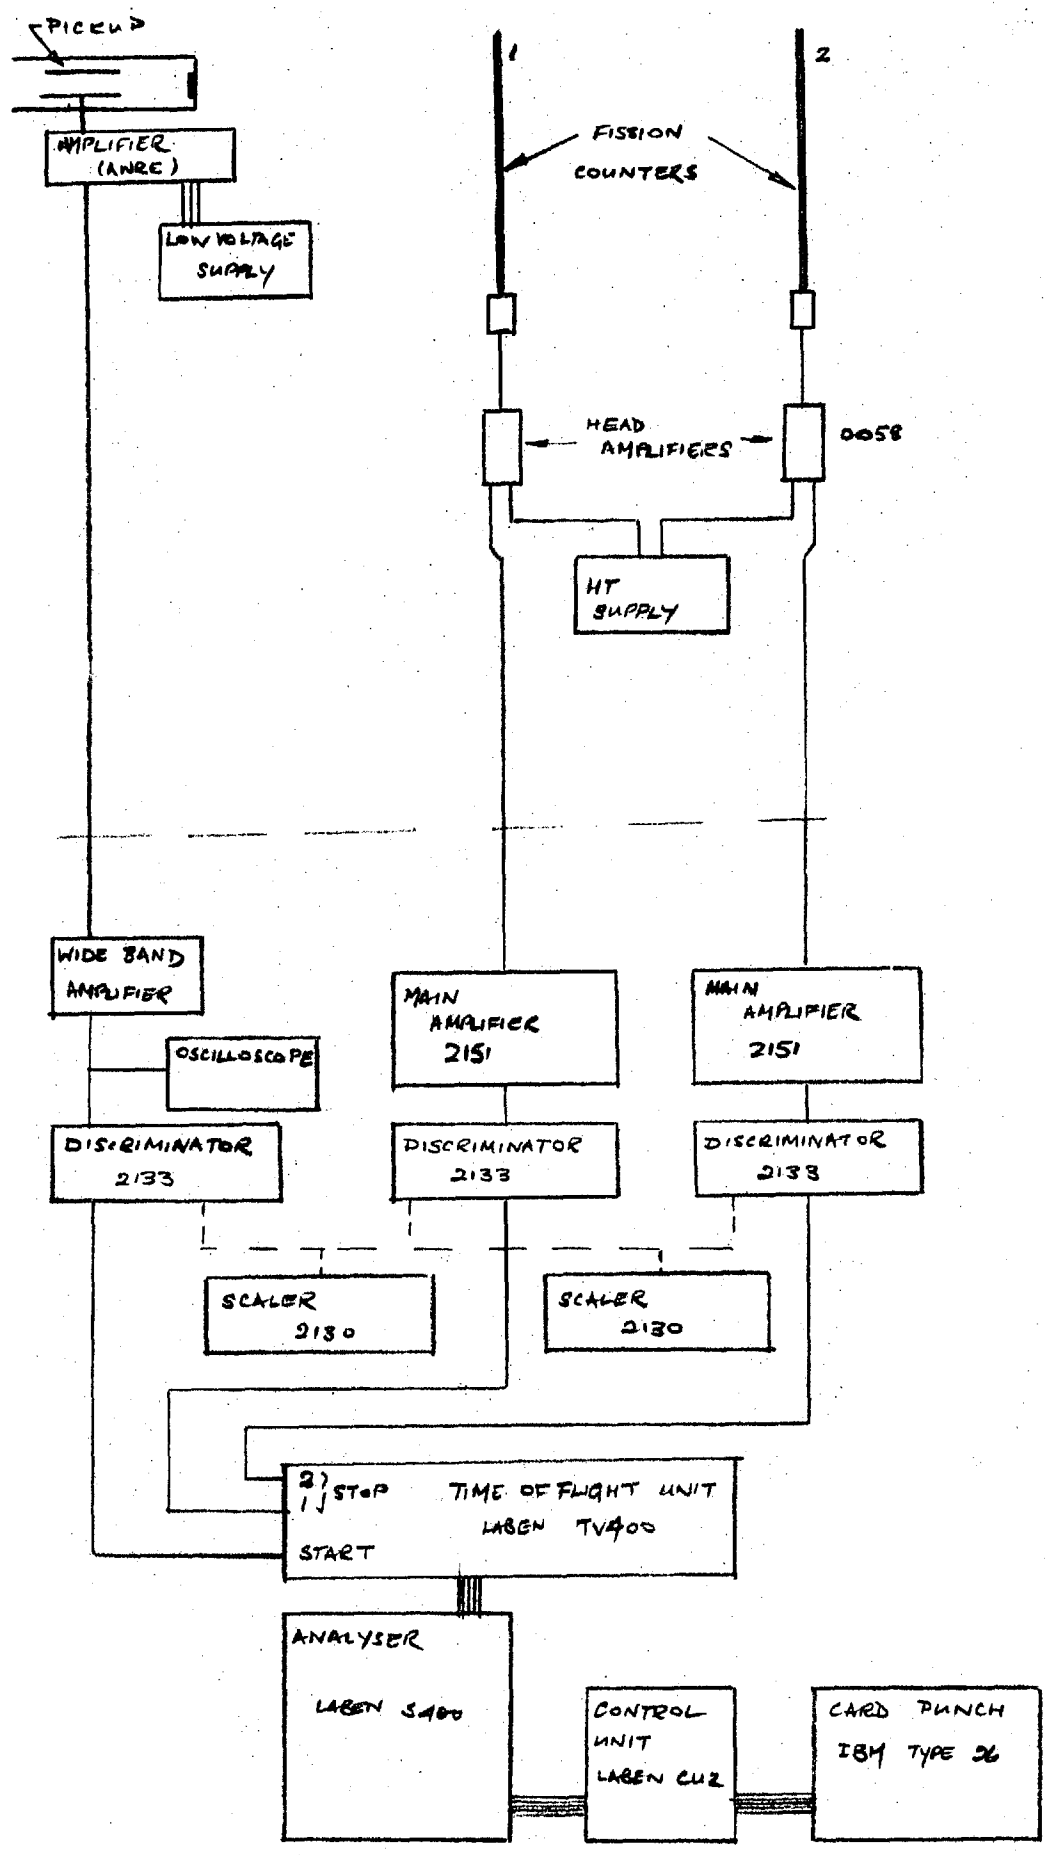 PICKUP
1
2
AMPLIFIER
(AWRE)
FISSION
COUNTERS
LOW VOLTAGE
SUPPLY
HEAD
AMPLIFIERS
0058
HT
SUPPLY
WIDE BAND
AMPLIFIER
MAIN
AMPLIFIER
2151
MAIN
AMPLIFIER
2151
OSCILLOSCOPE
DISCRIMINATOR
2133
DISCRIMINATOR
2133
DISCRIMINATOR
2133
SCALER
2130
SCALER
2130
2
1
STOP
TIME OF FLIGHT UNIT
LABEN TV400
START
ANALYSER
LABEN S400
CONTROL
UNIT
LABEN CU2
CARD PUNCH
IBM TYPE 26